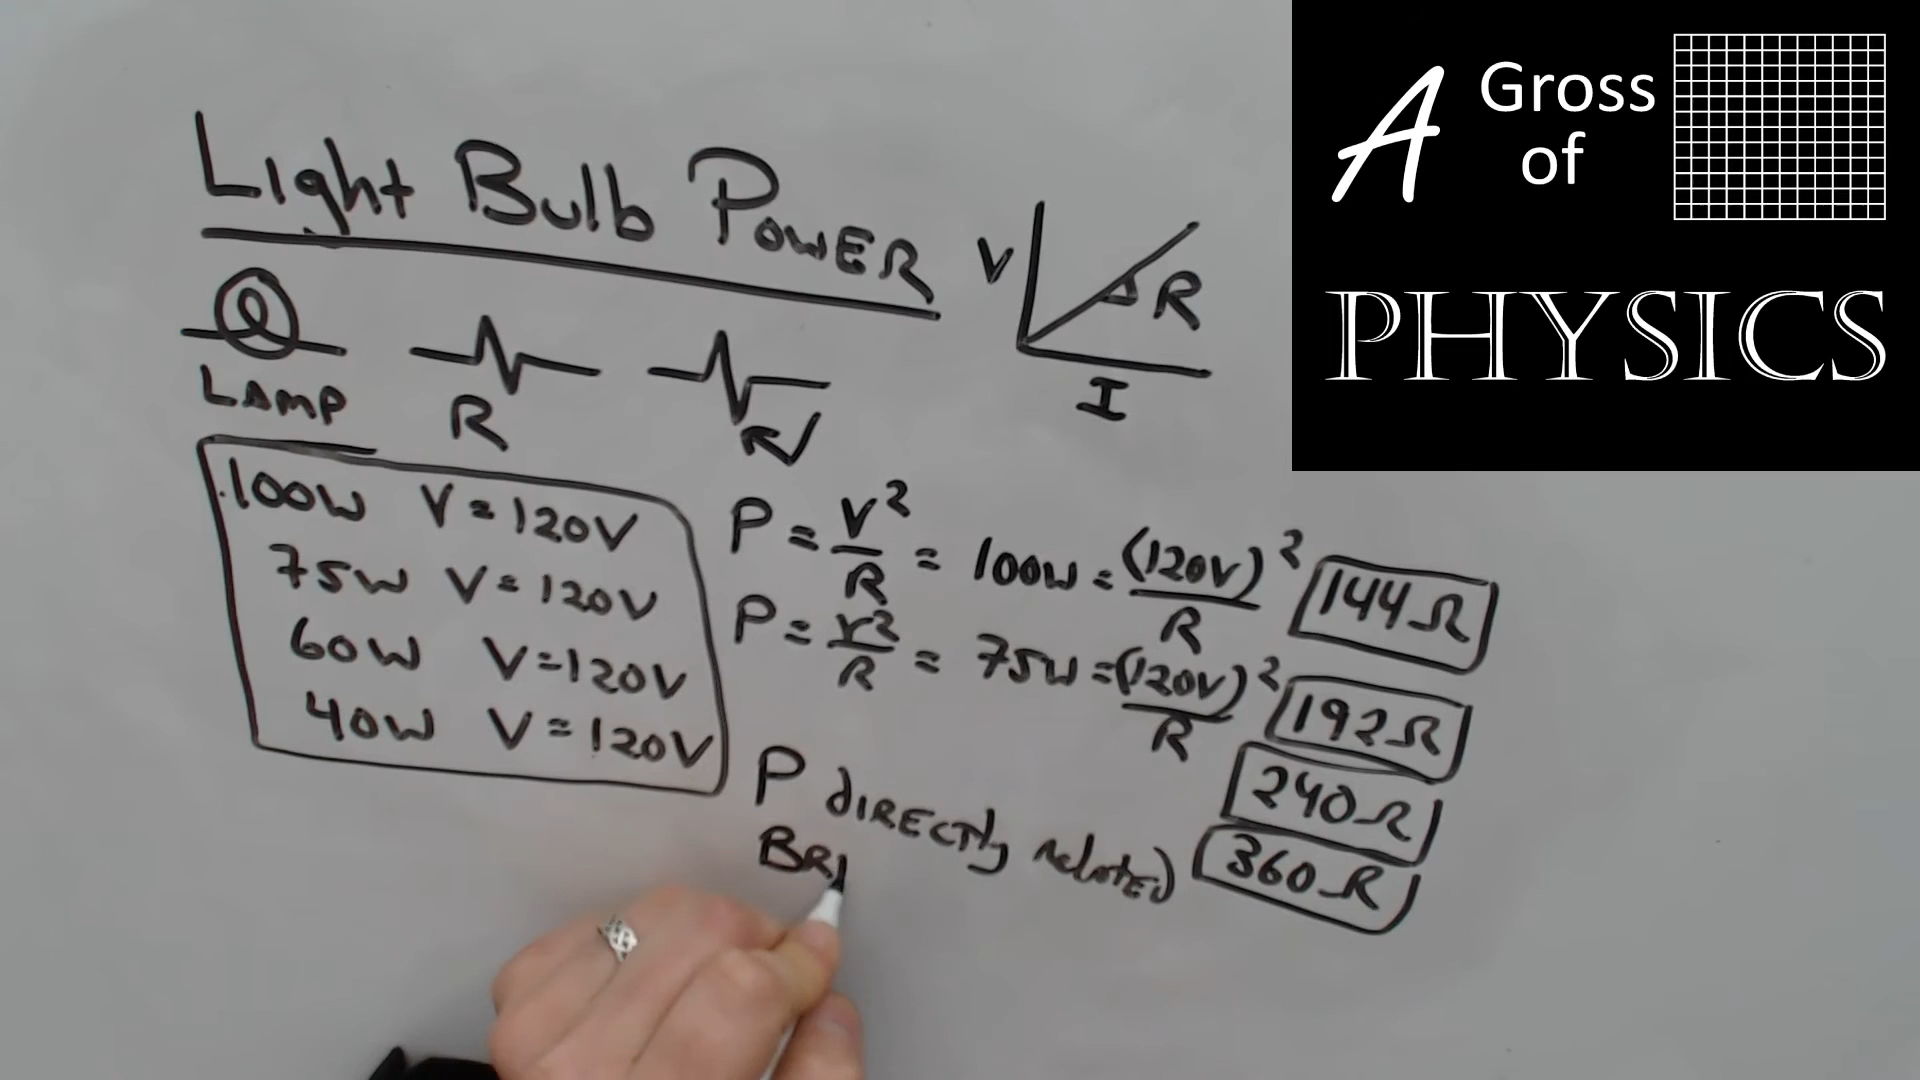 A Gross of
PHYSICS
Light Bulb Power
V
R
I
LAMP
R
100W V = 120V
75W V = 120V
60W V = 120V
40W V = 120V
P = V²/R = 100W = (120V)²/R 144Ω
P = V²/R = 75W = (120V)²/R 192Ω
240Ω
360Ω
P DIRECTLY related
BRI